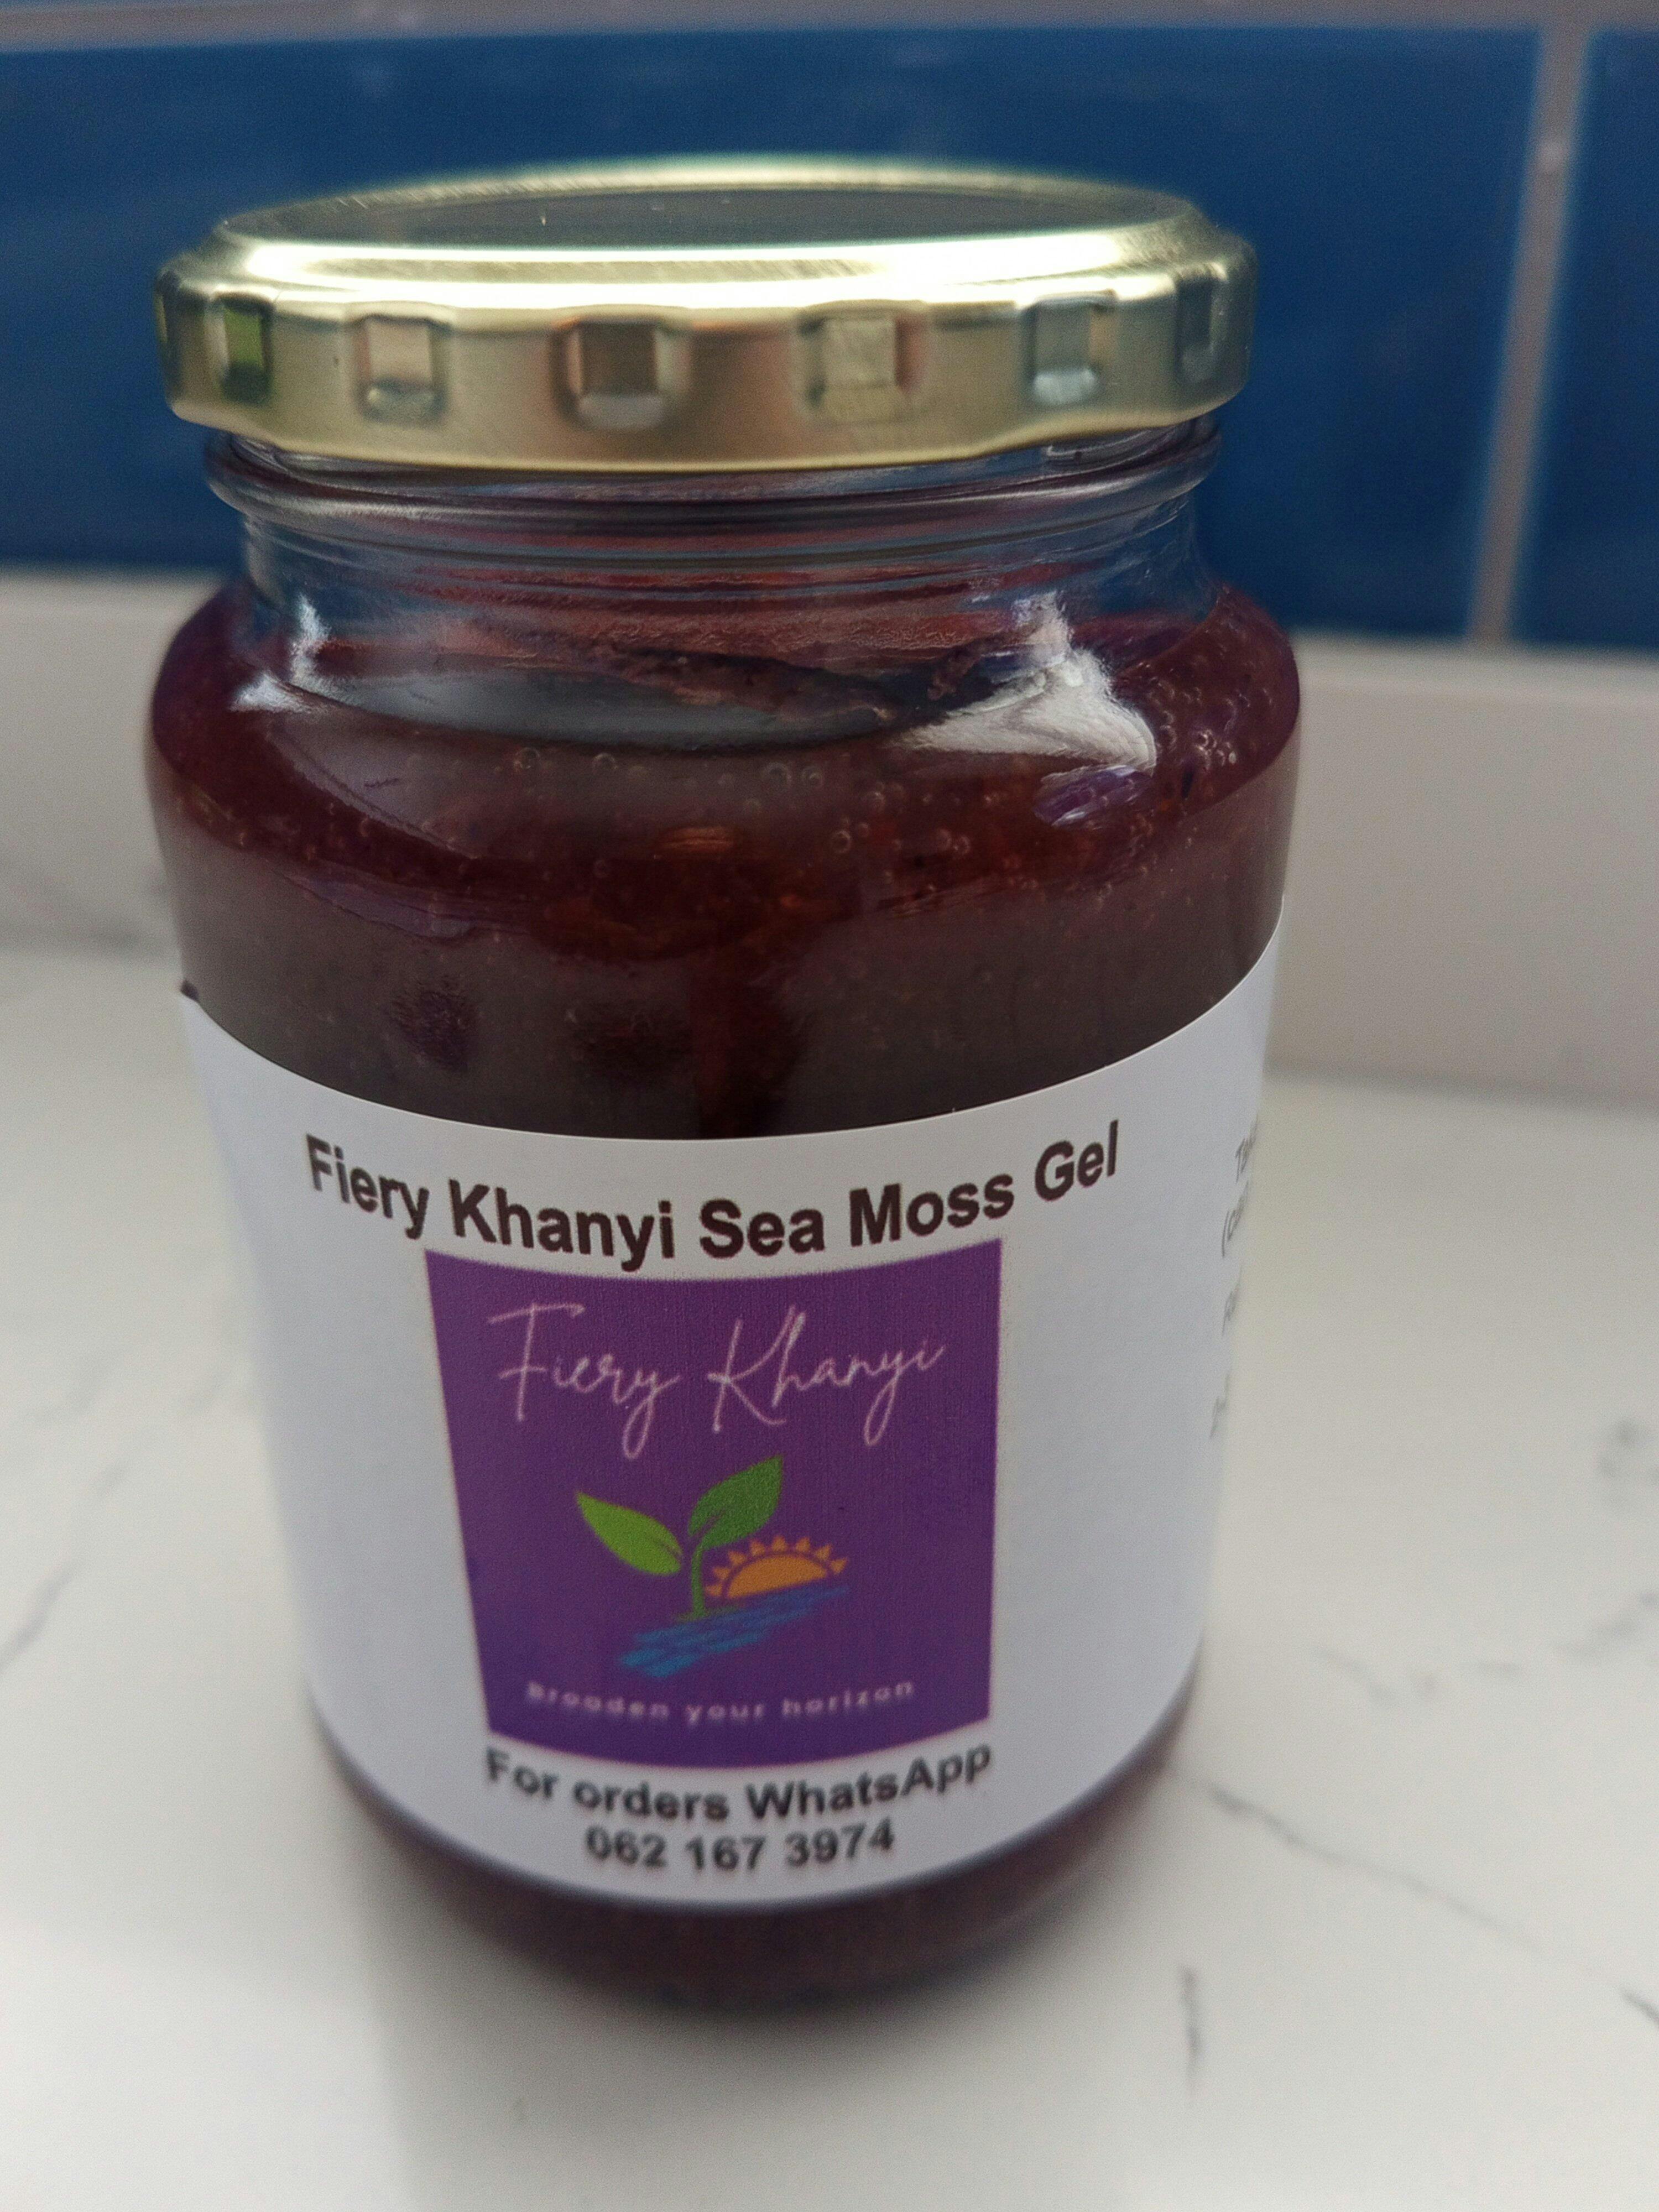 Fiery Khanyi Sea Moss Gel
Fiery Khanyi
Broaden your horizon
For orders WhatsApp
062 167 3974